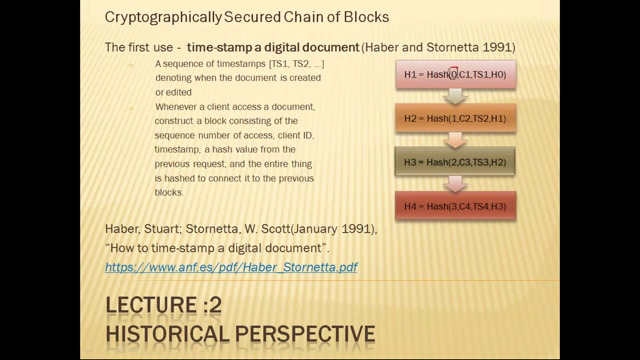 Cryptographically Secured Chain of Blocks
The first use - time-stamp a digital document (Haber and Stornetta 1991)
A sequence of timestamps [TS1, TS2, ...]
denoting when the document is created
or edited
Whenever a client access a document,
construct a block consisting of the
sequence number of access, client ID,
timestamp, a hash value from the
previous request; and the entire thing
is hashed to connect it to the previous
blocks.
H1 = Hash(0,C1,TS1,H0)
H2 = Hash(1,C2,TS2,H1)
H3 = Hash(2,C3,TS3,H2)
H4 = Hash(3,C4,TS4,H3)
Haber, Stuart; Stornetta, W. Scott(January 1991),
“How to time-stamp a digital document”.
https://www.anf.es/pdf/Haber_Stornetta.pdf
LECTURE :2
HISTORICAL PERSPECTIVE